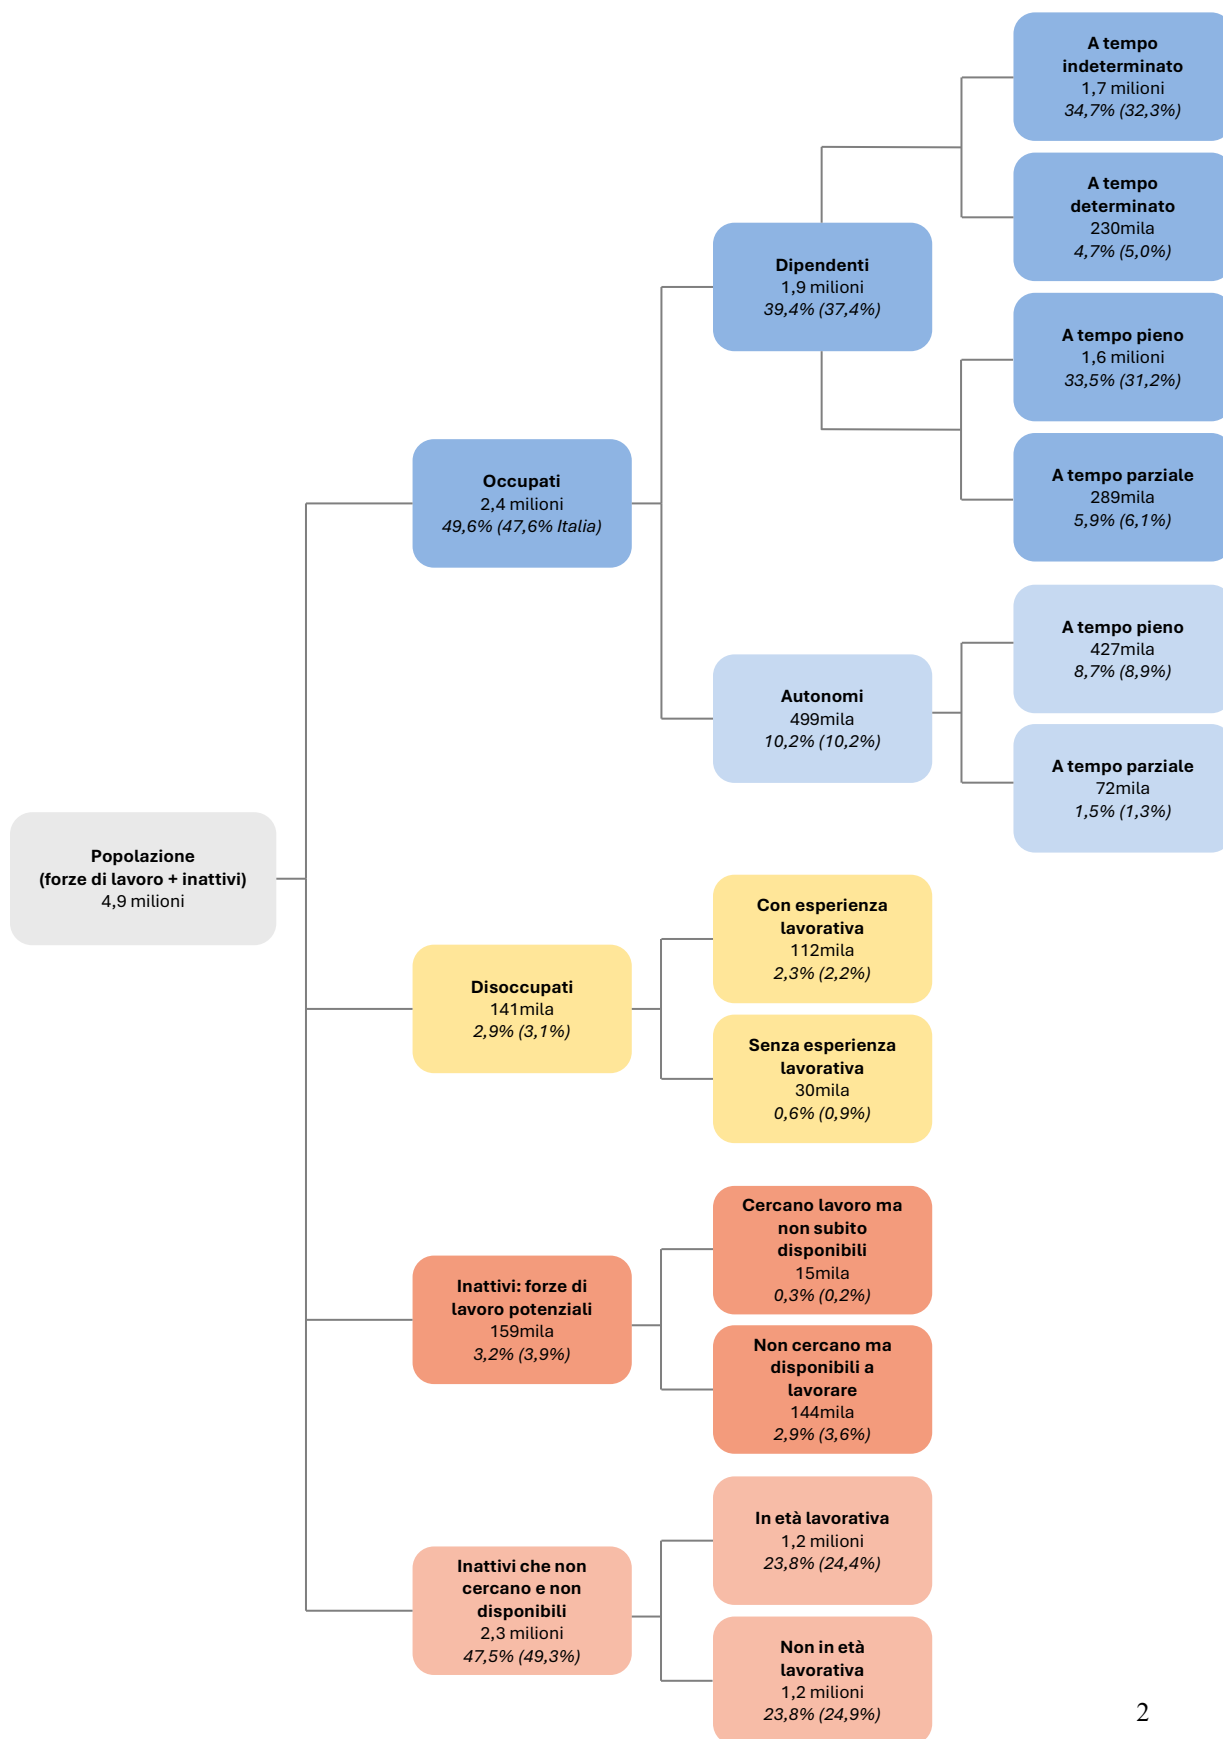 Popolazione
(forze di lavoro + inattivi)
4,9 milioni
Occupati
2,4 milioni
49,6% (47,6% Italia)
Dipendenti
1,9 milioni
39,4% (37,4%)
A tempo
indeterminato
1,7 milioni
34,7% (32,3%)
A tempo
determinato
230mila
4,7% (5,0%)
A tempo pieno
1,6 milioni
33,5% (31,2%)
A tempo parziale
289mila
5,9% (6,1%)
Autonomi
499mila
10,2% (10,2%)
A tempo pieno
427mila
8,7% (8,9%)
A tempo parziale
72mila
1,5% (1,3%)
Disoccupati
141mila
2,9% (3,1%)
Con esperienza
lavorativa
112mila
2,3% (2,2%)
Senza esperienza
lavorativa
30mila
0,6% (0,9%)
Inattivi: forze di
lavoro potenziali
159mila
3,2% (3,9%)
Cercano lavoro ma
non subito
disponibili
15mila
0,3% (0,2%)
Non cercano ma
disponibili a
lavorare
144mila
2,9% (3,6%)
Inattivi che non
cercano e non
disponibili
2,3 milioni
47,5% (49,3%)
In età lavorativa
1,2 milioni
23,8% (24,4%)
Non in età
lavorativa
1,2 milioni
23,8% (24,9%)
2